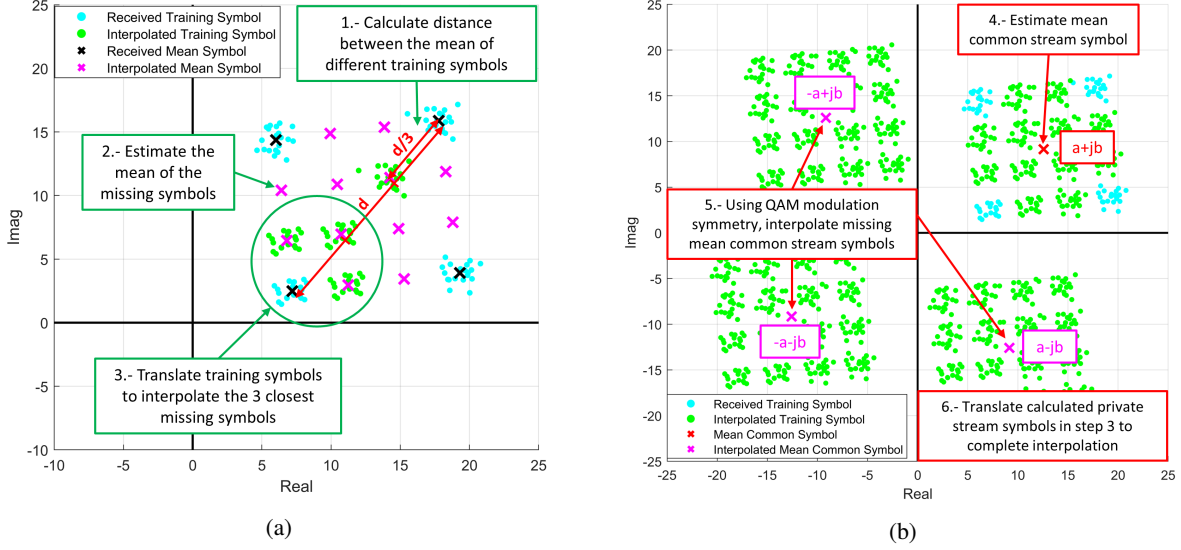 Received Training Symbol
Interpolated Training Symbol
Received Mean Symbol
Interpolated Mean Symbol
1.- Calculate distance
between the mean of
different training symbols
2.- Estimate the
mean of the
missing symbols
3.- Translate training symbols
to interpolate the 3 closest
missing symbols
d/3
d
25
20
15
10
5
0
-5
-10
-10
-5
0
5
10
15
20
25
Imag
Real
(a)
4.- Estimate mean
common stream symbol
-a+jb
a+jb
5.- Using QAM modulation
symmetry, interpolate missing
mean common stream symbols
-a-jb
a-jb
6.- Translate calculated private
stream symbols in step 3 to
complete interpolation
Received Training Symbol
Interpolated Training Symbol
Mean Common Symbol
Interpolated Mean Common Symbol
25
20
15
10
5
0
-5
-10
-15
-20
-25
-25
-20
-15
-10
-5
0
5
10
15
20
25
Imag
Real
(b)